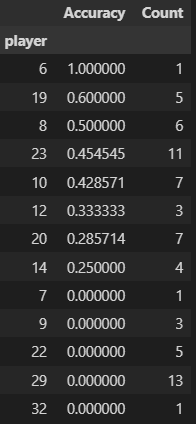 Accuracy Count
player
6 1.000000 1
19 0.600000 5
8 0.500000 6
23 0.454545 11
10 0.428571 7
12 0.333333 3
20 0.285714 7
14 0.250000 4
7 0.000000 1
9 0.000000 3
22 0.000000 5
29 0.000000 13
32 0.000000 1